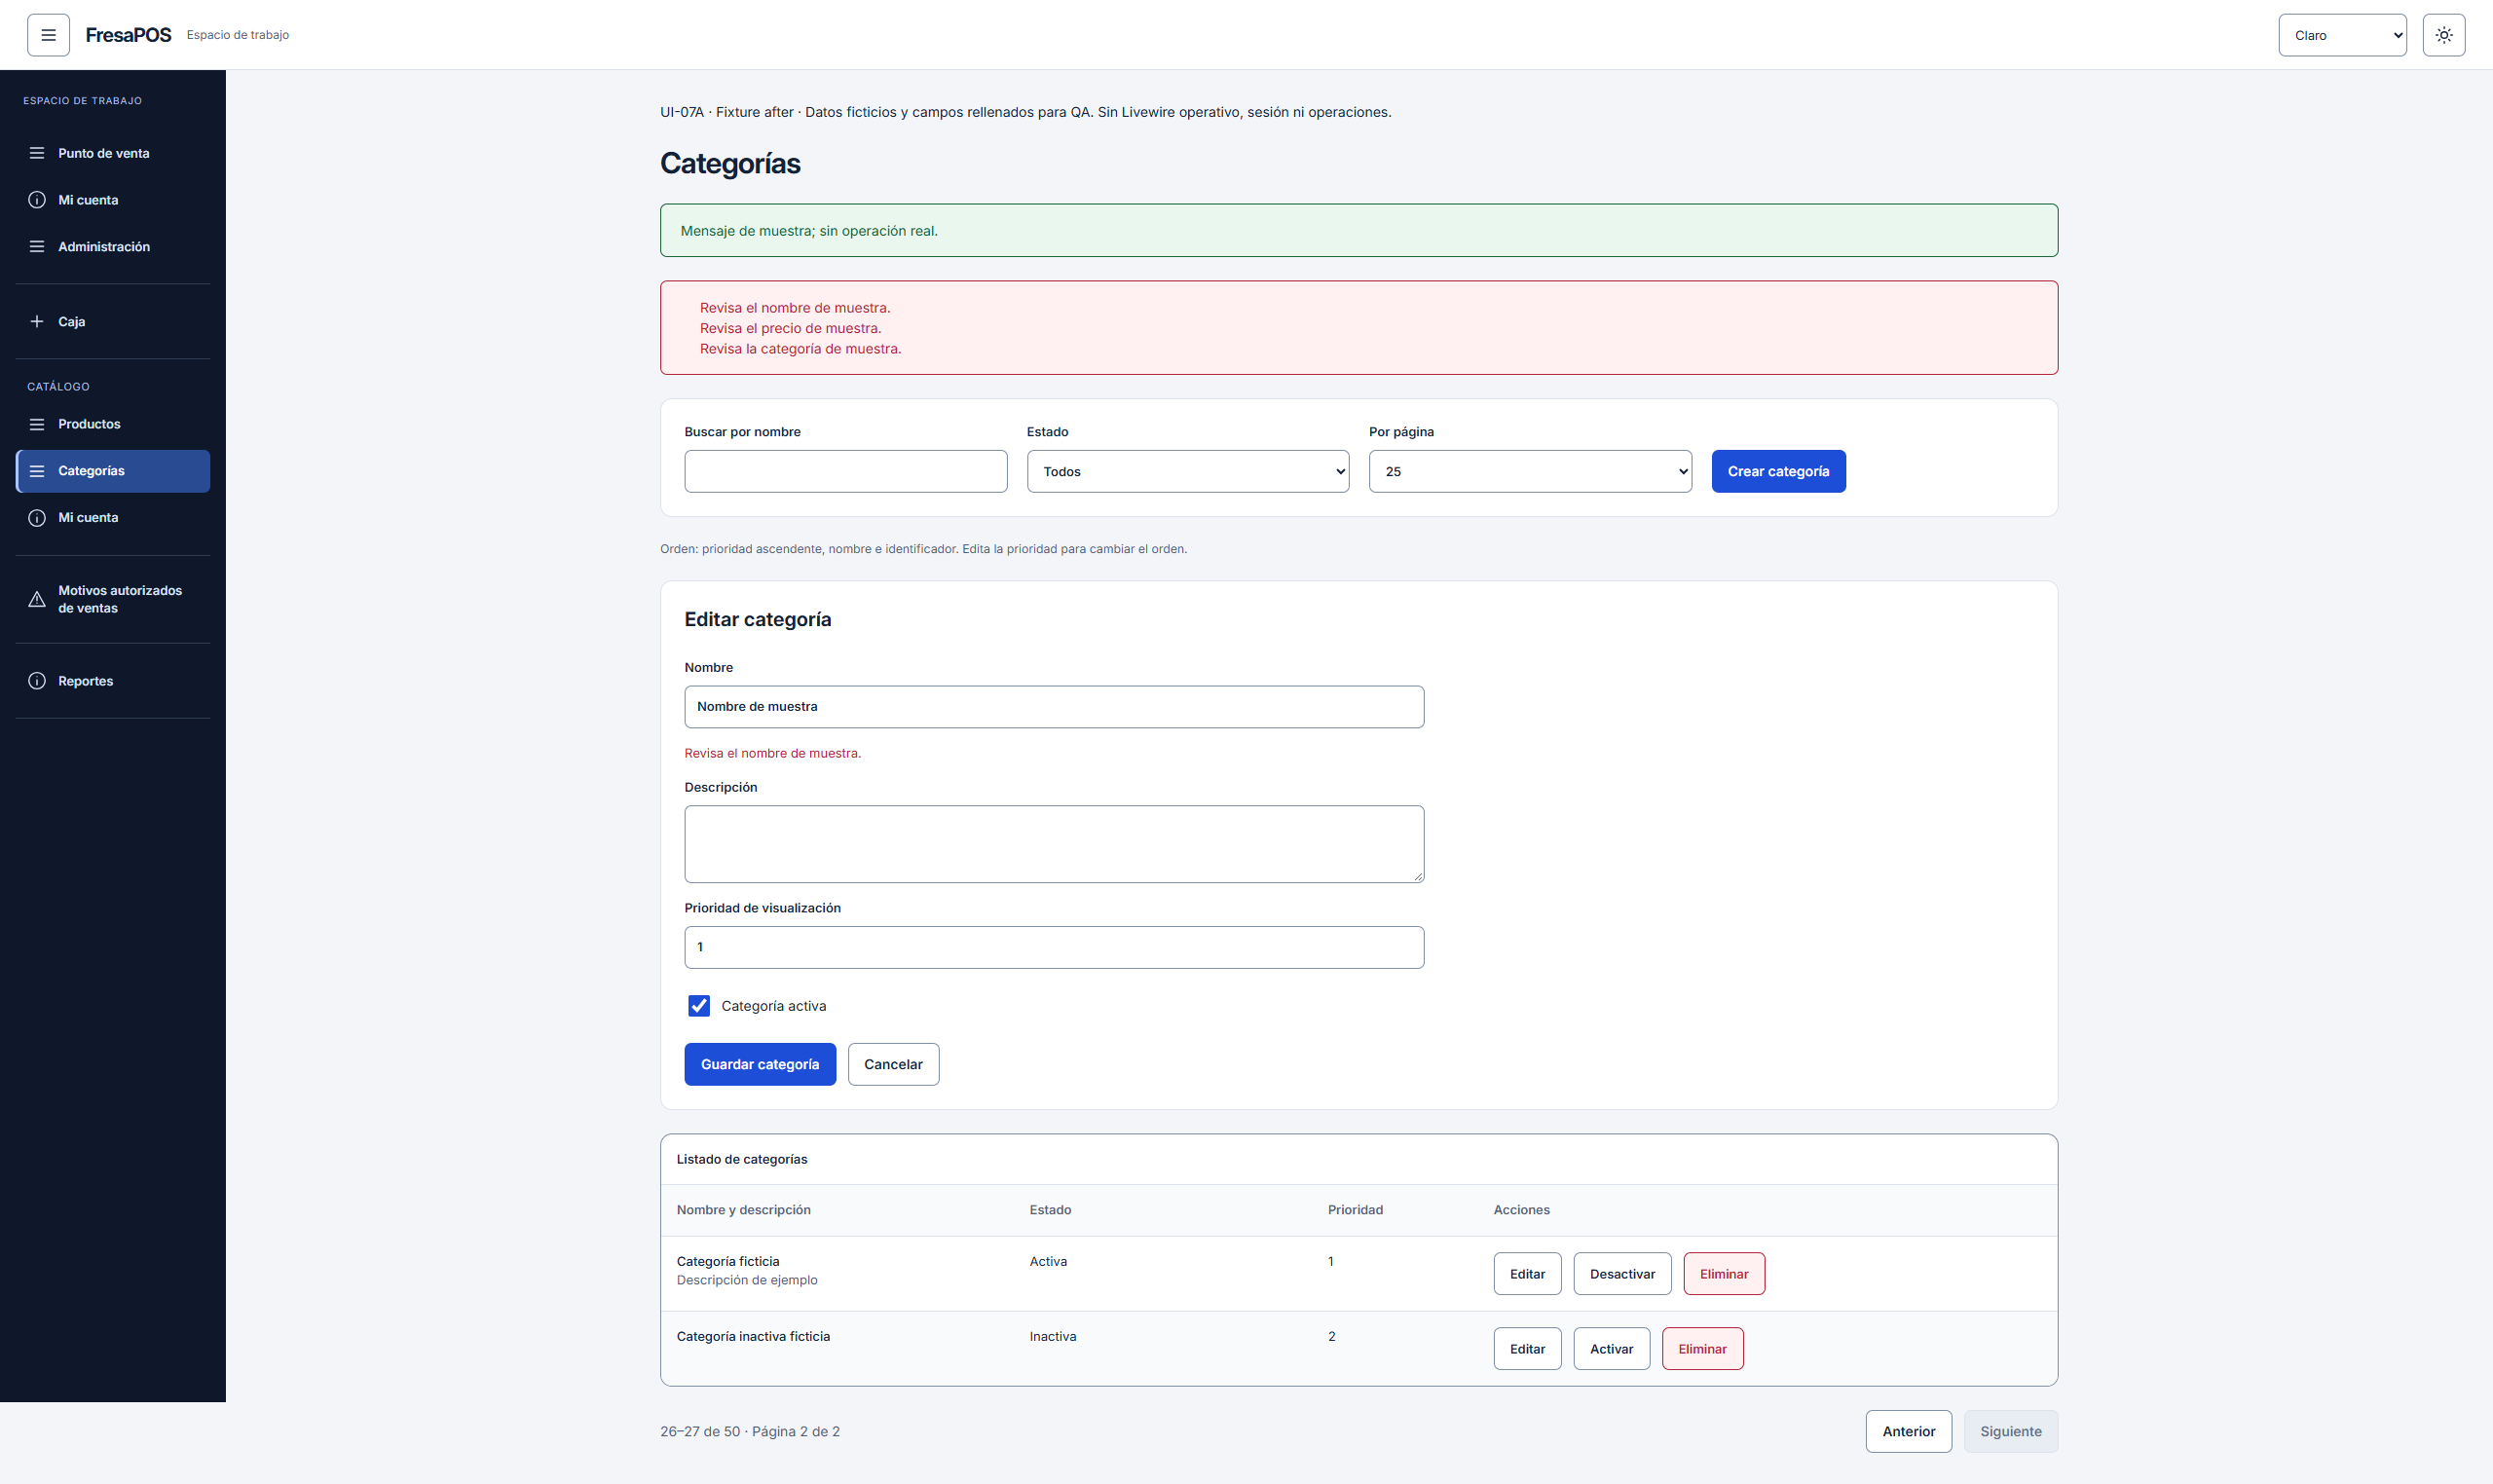 FresaPOS
Espacio de trabajo
Claro
ESPACIO DE TRABAJO
Punto de venta
Mi cuenta
Administración
Caja
CATÁLOGO
Productos
Categorías
Mi cuenta
Motivos autorizados
de ventas
Reportes
UI-07A · Fixture after · Datos ficticios y campos rellenados para QA. Sin Livewire operativo, sesión ni operaciones.
Categorías
Mensaje de muestra; sin operación real.
Revisa el nombre de muestra.
Revisa el precio de muestra.
Revisa la categoría de muestra.
Buscar por nombre
Estado
Por página
Todos
25
Crear categoría
Orden: prioridad ascendente, nombre e identificador. Edita la prioridad para cambiar el orden.
Editar categoría
Nombre
Nombre de muestra
Revisa el nombre de muestra.
Descripción
Prioridad de visualización
1
Categoría activa
Guardar categoría
Cancelar
Listado de categorías
Nombre y descripción
Estado
Prioridad
Acciones
Categoría ficticia
Descripción de ejemplo
Activa
1
Editar
Desactivar
Eliminar
Categoría inactiva ficticia
Inactiva
2
Editar
Activar
Eliminar
26–27 de 50 · Página 2 de 2
Anterior
Siguiente